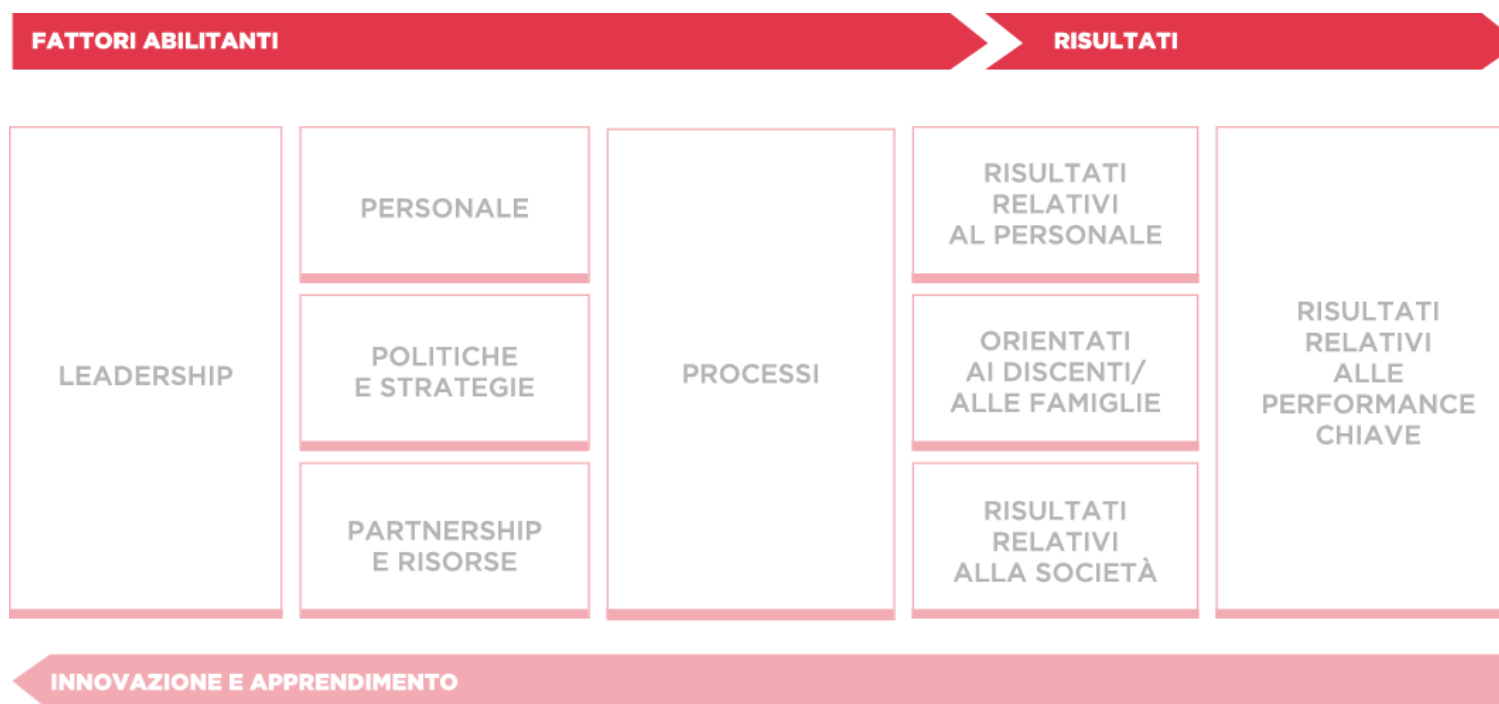 FATTORI ABILITANTI
RISULTATI
LEADERSHIP
PERSONALE
POLITICHE
E STRATEGIE
PARTNERSHIP
E RISORSE
PROCESSI
RISULTATI
RELATIVI
AL PERSONALE
ORIENTATI
AI DISCENTI/
ALLE FAMIGLIE
RISULTATI
RELATIVI
ALLA SOCIETÀ
RISULTATI
RELATIVI
ALLE
PERFORMANCE
CHIAVE
INNOVAZIONE E APPRENDIMENTO